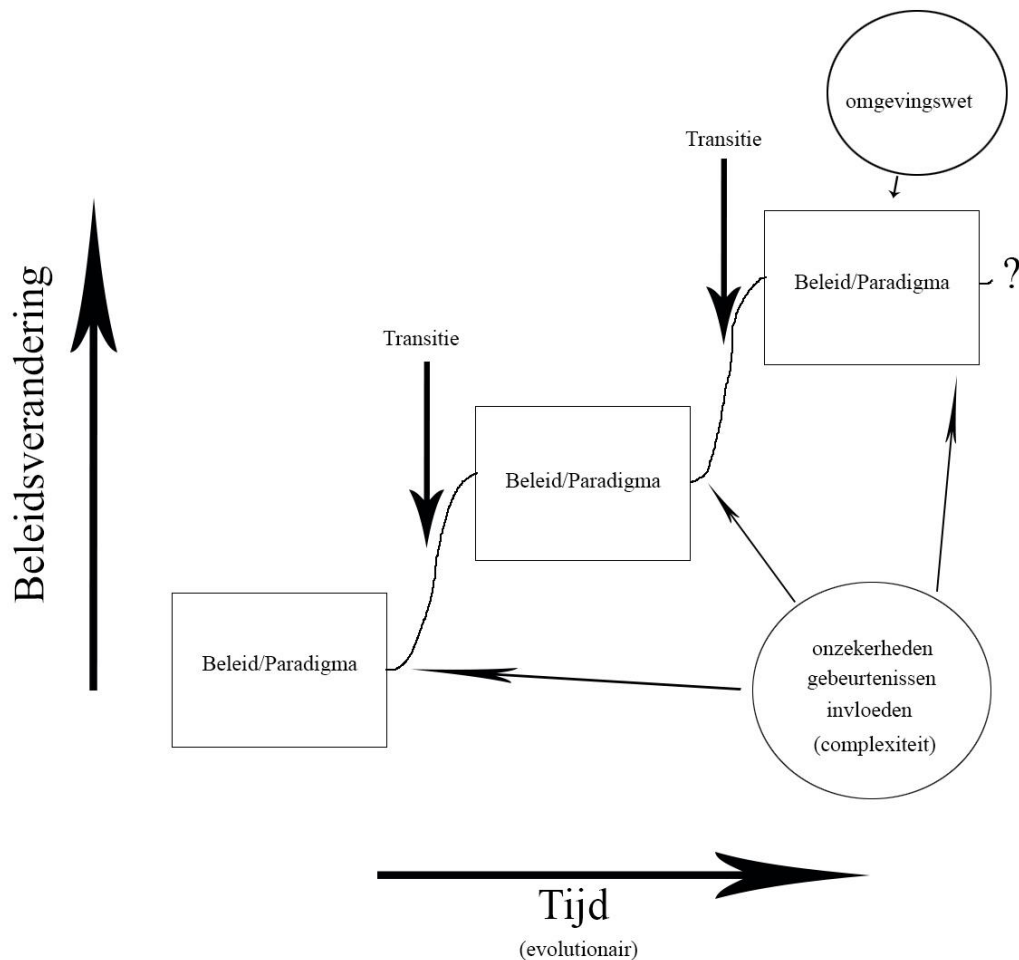 omgevingswet
Transitie
Beleid/Paradigma
?
Transitie
Beleid/Paradigma
Beleidsverandering
Beleid/Paradigma
onzekerheden
gebeurtenissen
invloeden
(complexiteit)
Tijd
(evolutionair)